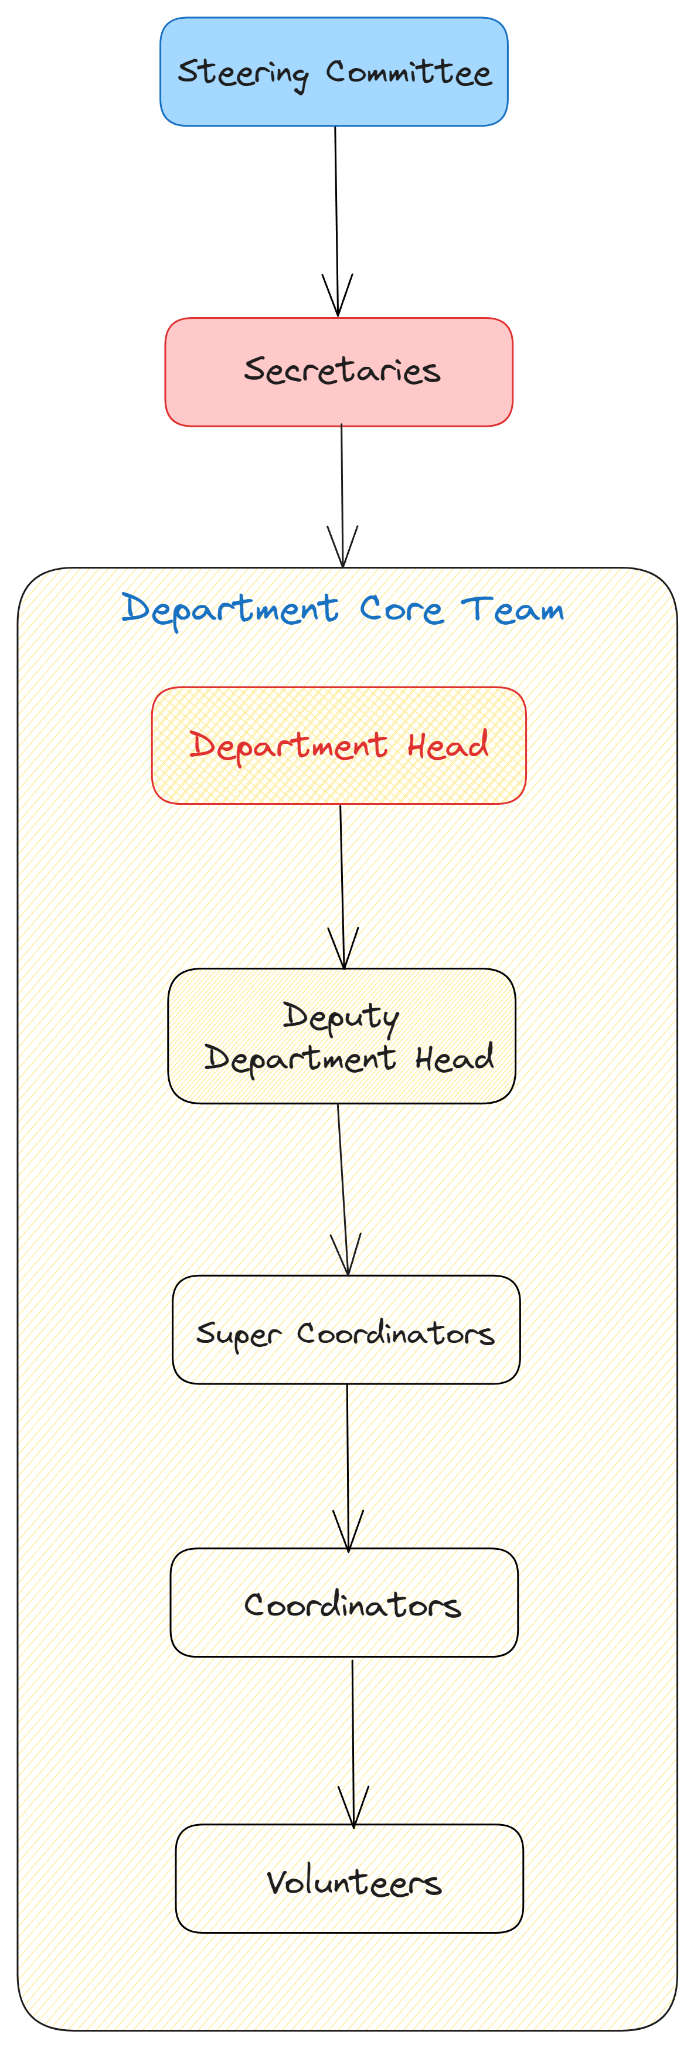 Steering Committee
Secretaries
Department Core Team
Department Head
Deputy
Department Head
Super Coordinators
Coordinators
Volunteers